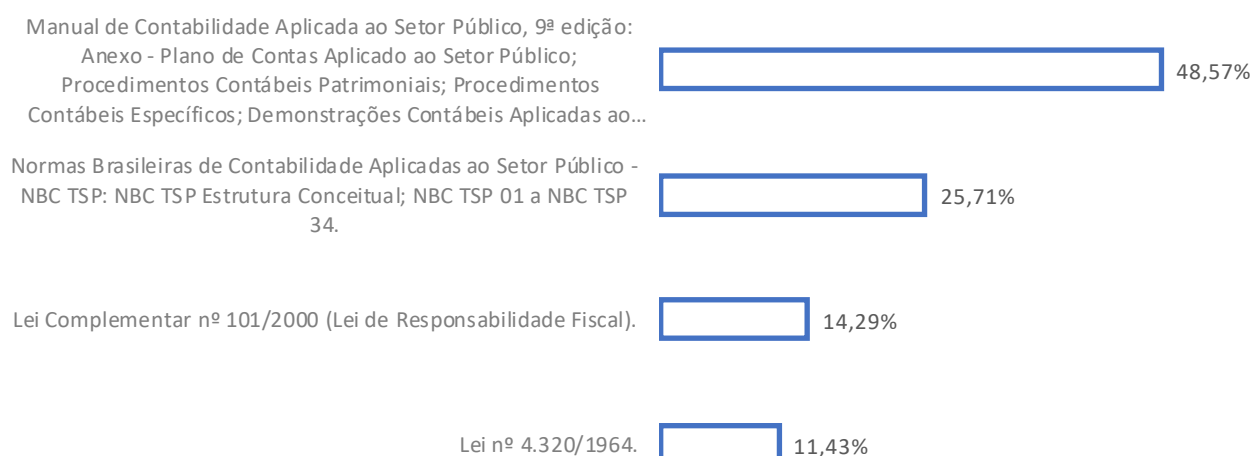 Manual de Contabilidade Aplicada ao Setor Público, 9ª edição:
Anexo - Plano de Contas Aplicado ao Setor Público;
Procedimentos Contábeis Patrimoniais; Procedimentos
Contábeis Específicos; Demonstrações Contábeis Aplicadas ao...
48,57%
Normas Brasileiras de Contabilidade Aplicadas ao Setor Público -
NBC TSP: NBC TSP Estrutura Conceitual; NBC TSP 01 a NBC TSP
34.
25,71%
Lei Complementar nº 101/2000 (Lei de Responsabilidade Fiscal).
14,29%
Lei nº 4.320/1964.
11,43%